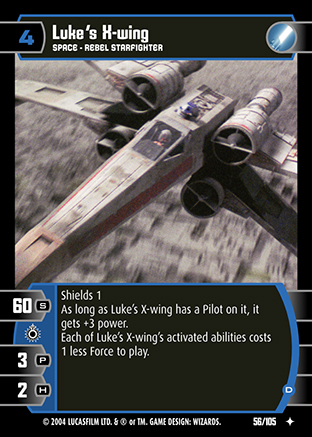 4
Luke's X-wing
SPACE - REBEL STARFIGHTER
60 S
3 P
2 H
Shields 1
As long as Luke's X-wing has a Pilot on it, it
gets +3 power.
Each of Luke's X-wing's activated abilities costs
1 less Force to play.
D
© 2004 LUCASFILM LTD. & ® or TM. GAME DESIGN: WIZARDS.
56/105